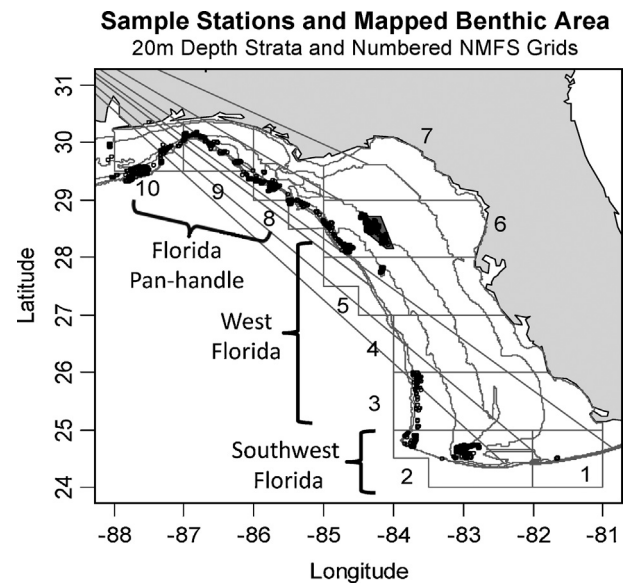 Sample Stations and Mapped Benthic Area
20m Depth Strata and Numbered NMFS Grids
31
30
29
28
27
26
25
24
Latitude
7
6
10
9
8
5
4
3
2
1
Florida
Pan-handle
West
Florida
Southwest
Florida
-88
-87
-86
-85
-84
-83
-82
-81
Longitude